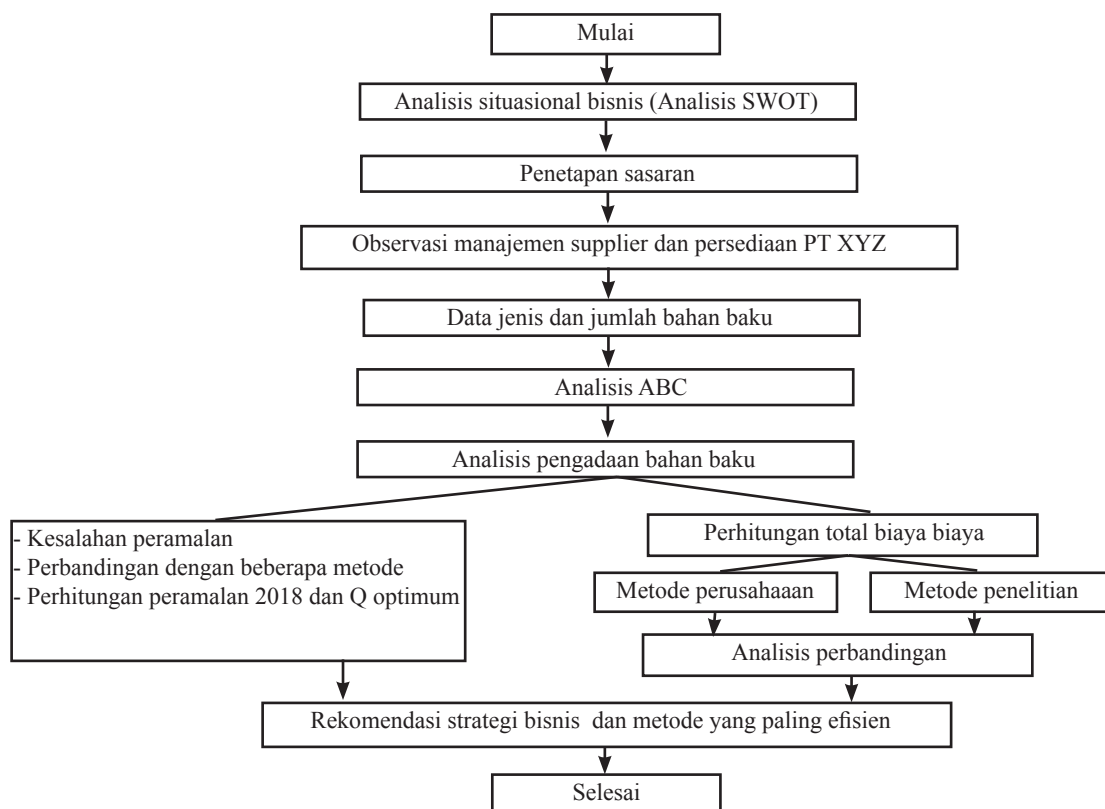 Mulai
Analisis situasional bisnis (Analisis SWOT)
Penetapan sasaran
Observasi manajemen supplier dan persediaan PT XYZ
Data jenis dan jumlah bahan baku
Analisis ABC
Analisis pengadaan bahan baku
- Kesalahan peramalan
- Perbandingan dengan beberapa metode
- Perhitungan peramalan 2018 dan Q optimum
Perhitungan total biaya biaya
Metode perusahaaan
Metode penelitian
Analisis perbandingan
Rekomendasi strategi bisnis  dan metode yang paling efisien
Selesai